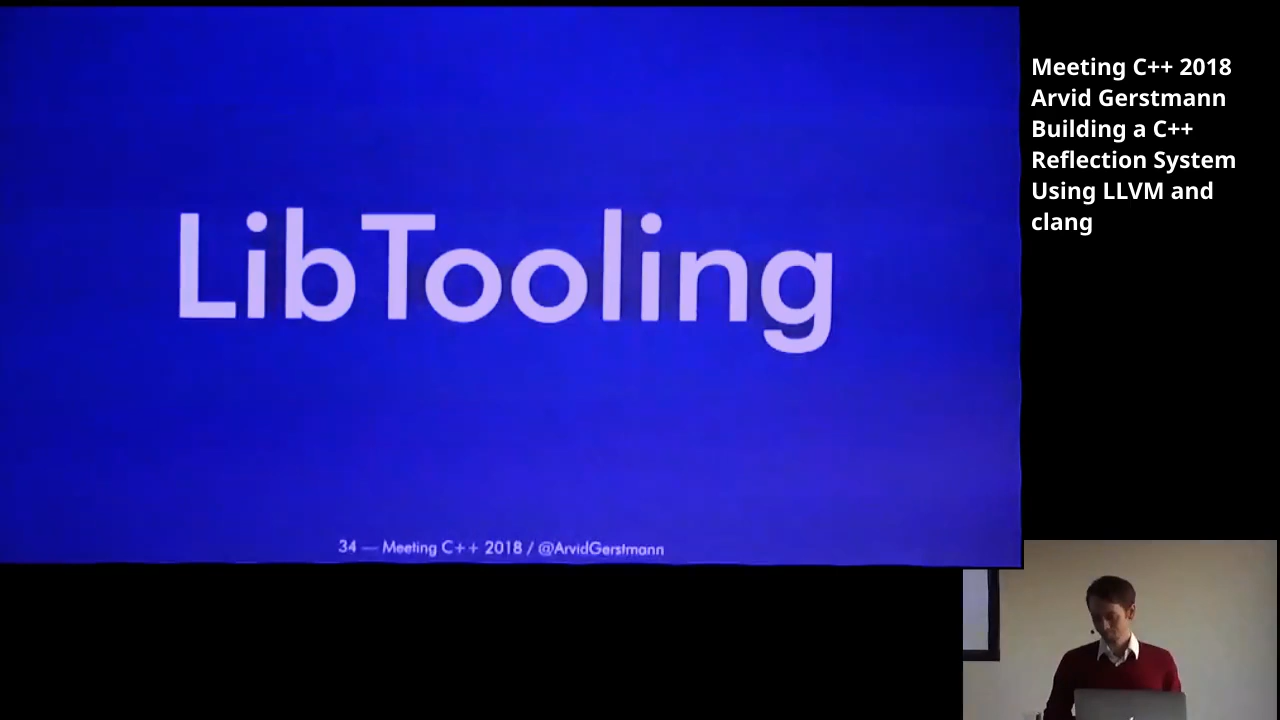 LibTooling
34 — Meeting C++ 2018 / @ArvidGerstmann
Meeting C++ 2018
Arvid Gerstmann
Building a C++
Reflection System
Using LLVM and
clang